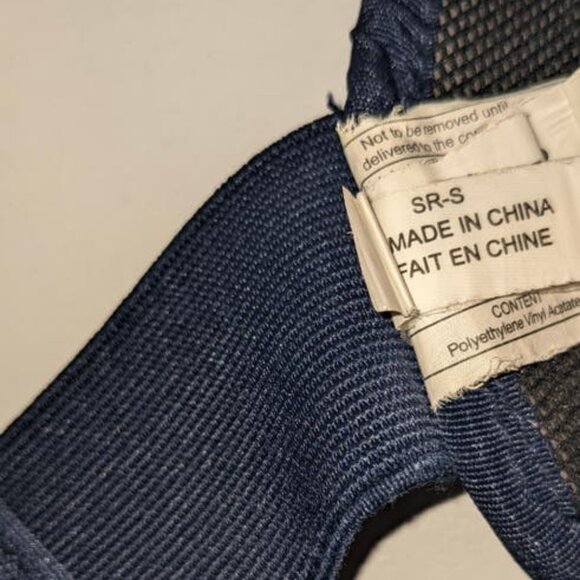 Not to be removed until
delivered to the
SR-S
MADE IN CHINA
FAIT EN CHINE
CONTENT
Polyethylene Vinyl Acetate